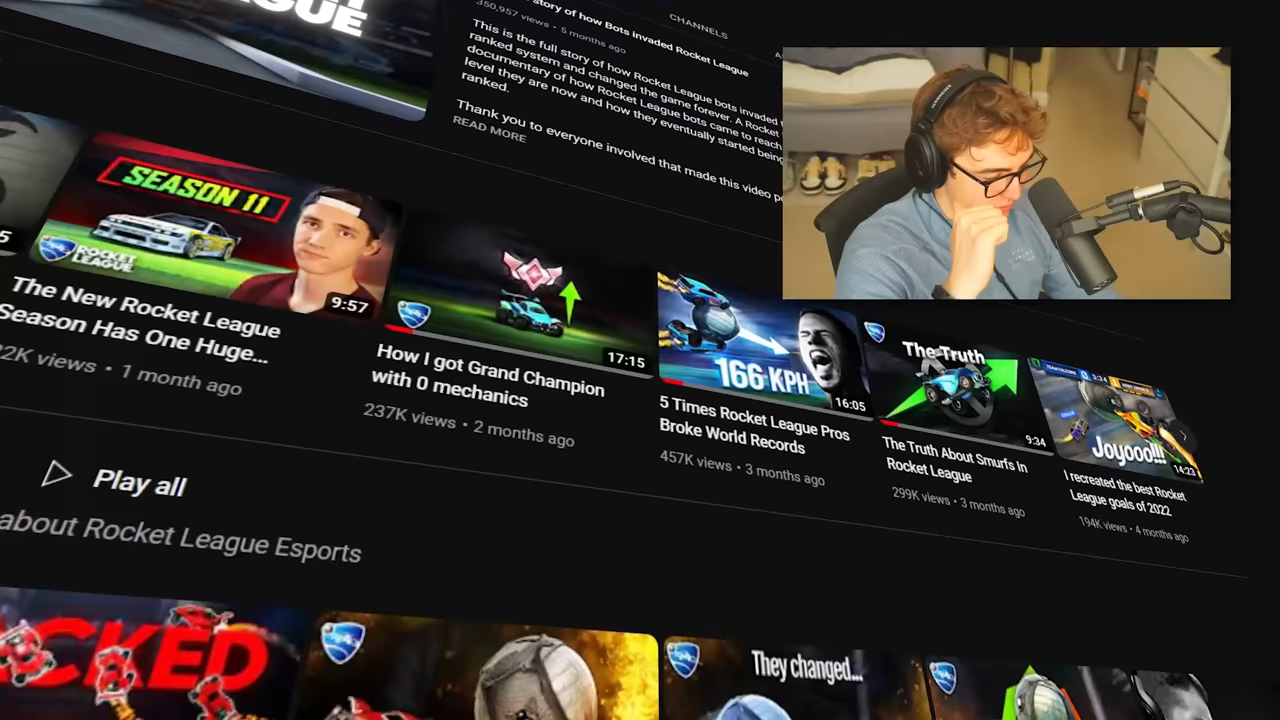 GUE
story of how Bots invaded Rocket League
350,957 views • 5 months ago
This is the full story of how Rocket League bots invaded
ranked system and changed the game forever. A Rocket
documentary of how Rocket League bots came to reach
level they are now and how they eventually started being
ranked.
Thank you to everyone involved that made this video
READ MORE
CHANNELS
5
SEASON 11
ROCKET
LEAGUE
9:57
The New Rocket League
Season Has One Huge...
22K views • 1 month ago
17:15
How I got Grand Champion
with 0 mechanics
237K views • 2 months ago
166 KPH
16:05
5 Times Rocket League Pros
Broke World Records
457K views • 3 months ago
The Truth
9:34
The Truth About Smurfs In
Rocket League
299K views • 3 months ago
Joyooo!!!
14:23
I recreated the best Rocket
League goals of 2022
194K views • 4 months ago
Play all
about Rocket League Esports
CKED
They changed...